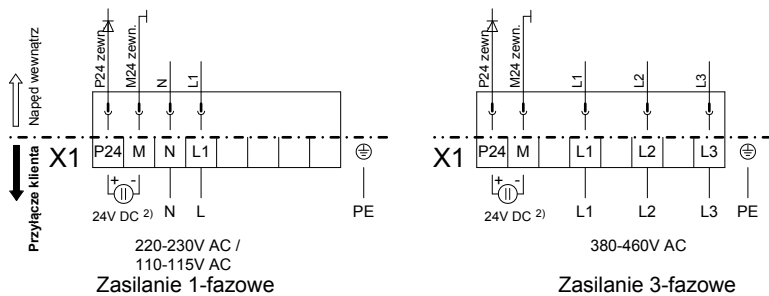 P24 zewn. M24 zewn. N L1
Napęd wewnątrz
X1 P24 M N L1
Przyłącze klienta
+ -
24V DC 2) N L PE
220-230V AC /
110-115V AC
Zasilanie 1-fazowe
P24 zewn. M24 zewn. L1 L2 L3
X1 P24 M L1 L2 L3
+ -
24V DC 2) L1 L2 L3 PE
380-460V AC
Zasilanie 3-fazowe